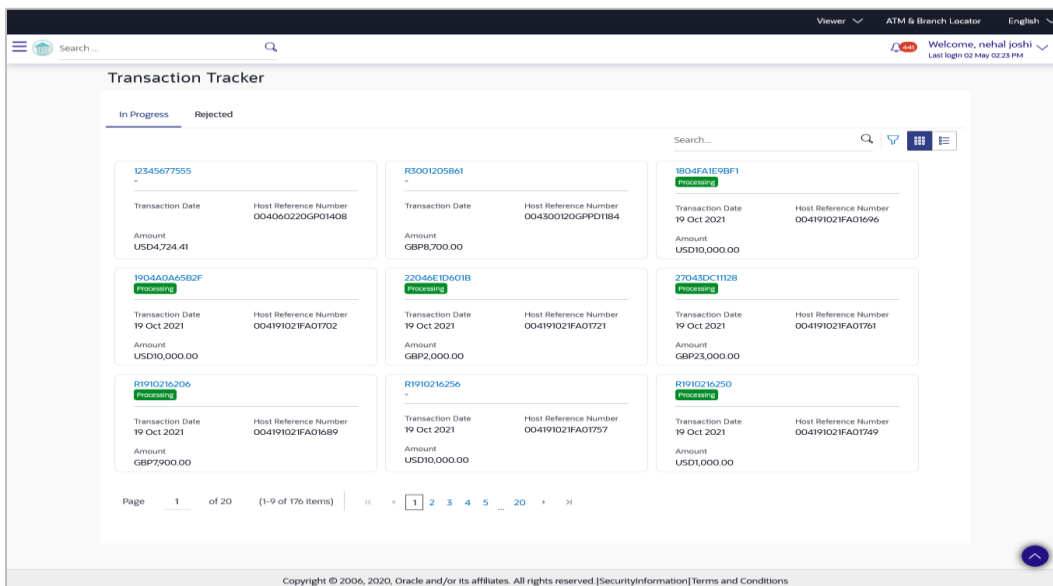 Viewer ATM & Branch Locator English
Search ... 441 Welcome, nehal joshi
Last login 02 May 02:23 PM
Transaction Tracker
In Progress Rejected
Search...
12345677555 R3001205861 1804FA1E9BF1
- - Processing
Transaction Date Host Reference Number Transaction Date Host Reference Number Transaction Date Host Reference Number
004060220GP01408 004300120GPPD1184 19 Oct 2021 004191021FA01696
Amount Amount Amount
USD4,724.41 GBP8,700.00 USD10,000.00
1904A0A65B2F 22046E1D601B 27043DC11128
Processing Processing Processing
Transaction Date Host Reference Number Transaction Date Host Reference Number Transaction Date Host Reference Number
19 Oct 2021 004191021FA01702 19 Oct 2021 004191021FA01721 19 Oct 2021 004191021FA01761
Amount Amount Amount
USD10,000.00 GBP2,000.00 GBP23,000.00
R1910216206 R1910216256 R1910216250
Processing - Processing
Transaction Date Host Reference Number Transaction Date Host Reference Number Transaction Date Host Reference Number
19 Oct 2021 004191021FA01689 19 Oct 2021 004191021FA01757 19 Oct 2021 004191021FA01749
Amount Amount Amount
GBP7,900.00 USD10,000.00 USD1,000.00
Page 1 of 20 (1-9 of 176 items) 1 2 3 4 5 ... 20
Copyright © 2006, 2020, Oracle and/or its affiliates. All rights reserved.|SecurityInformation|Terms and Conditions